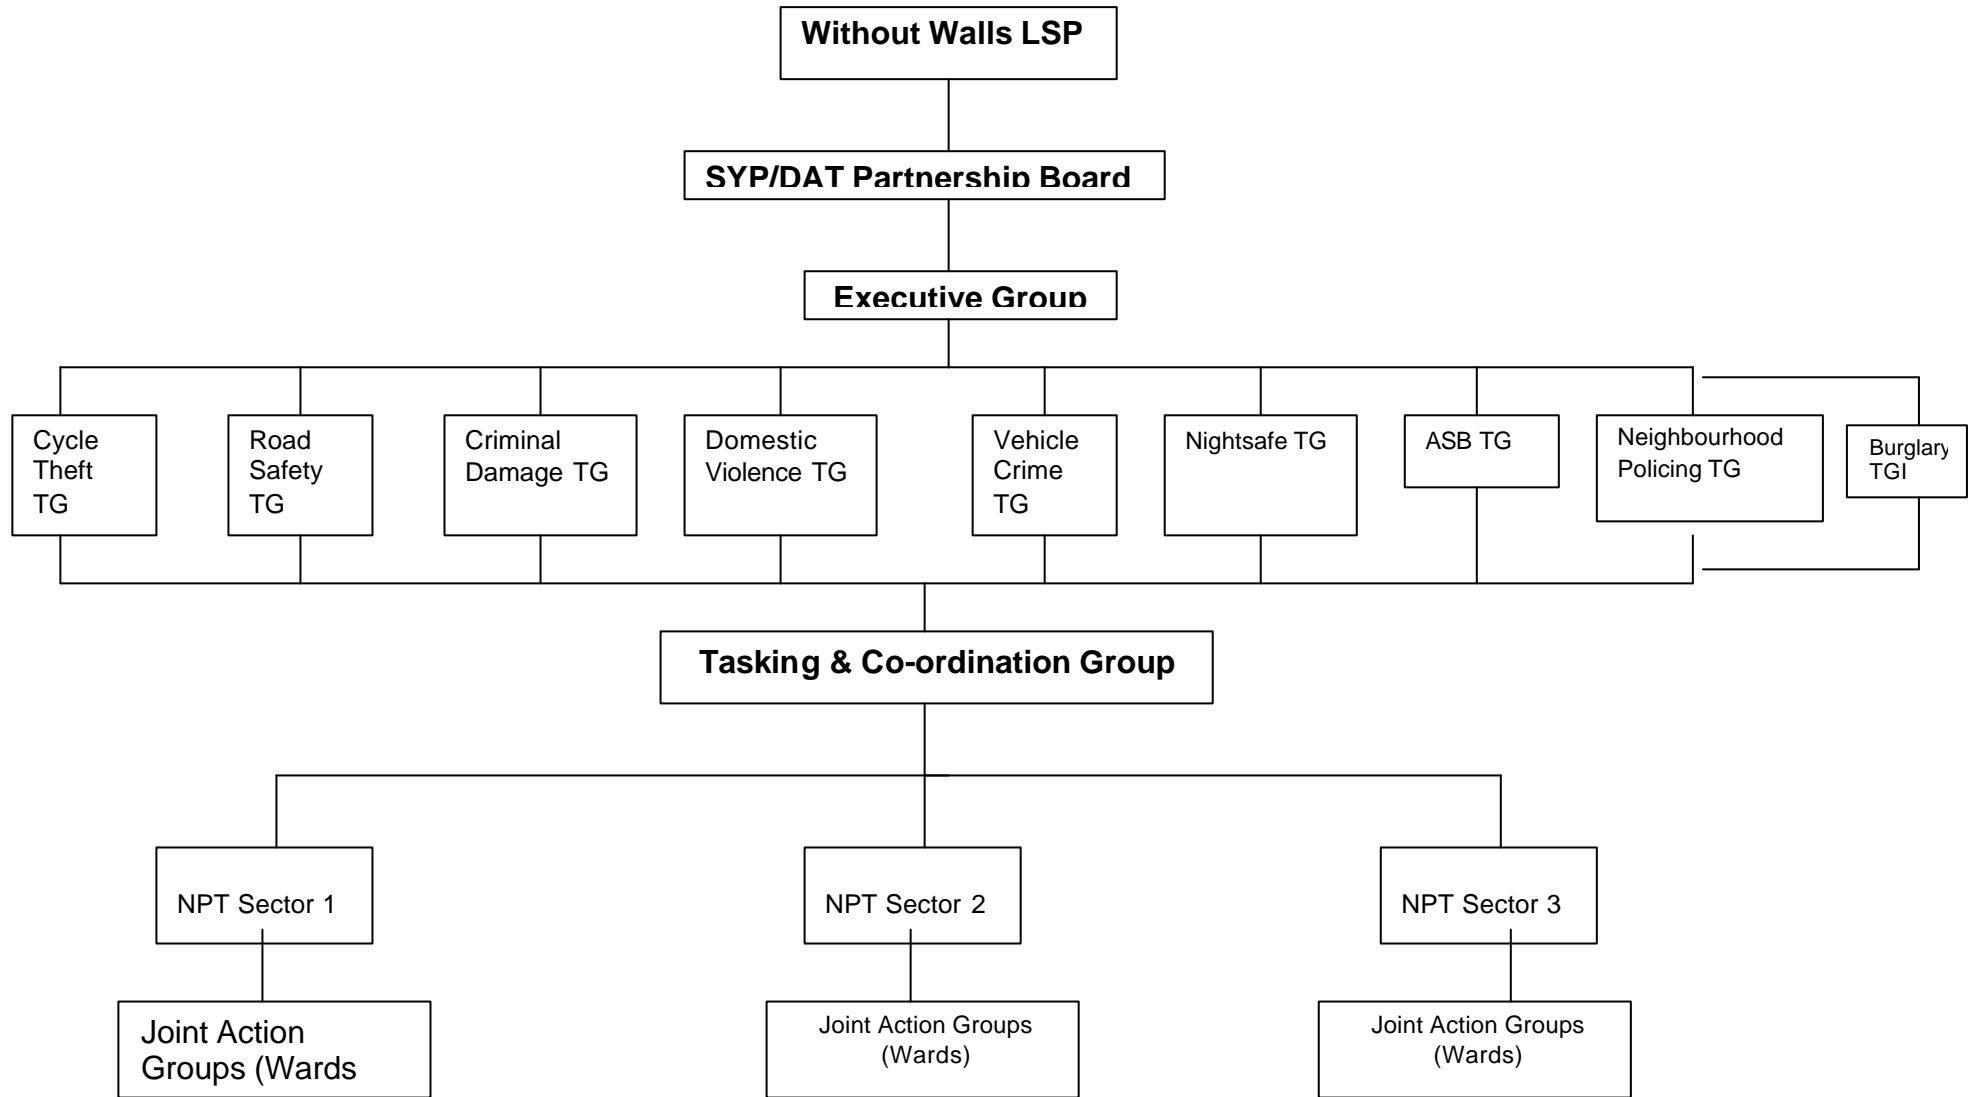 Without Walls LSP
SYP/DAT Partnership Board
Executive Group
Cycle
Theft
TG
Road
Safety
TG
Criminal
Damage TG
Domestic
Violence TG
Vehicle
Crime
TG
Nightsafe TG
ASB TG
Neighbourhood
Policing TG
Burglary
TGI
Tasking & Co-ordination Group
NPT Sector 1
NPT Sector 2
NPT Sector 3
Joint Action
Groups (Wards
Joint Action Groups
(Wards)
Joint Action Groups
(Wards)